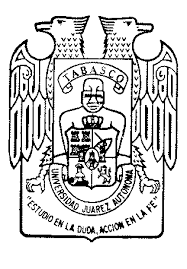 TABASCO
UNIVERSIDAD JUAREZ AUTONOMA
"ESTUDIO EN LA DUDA, ACCION EN LA FE"